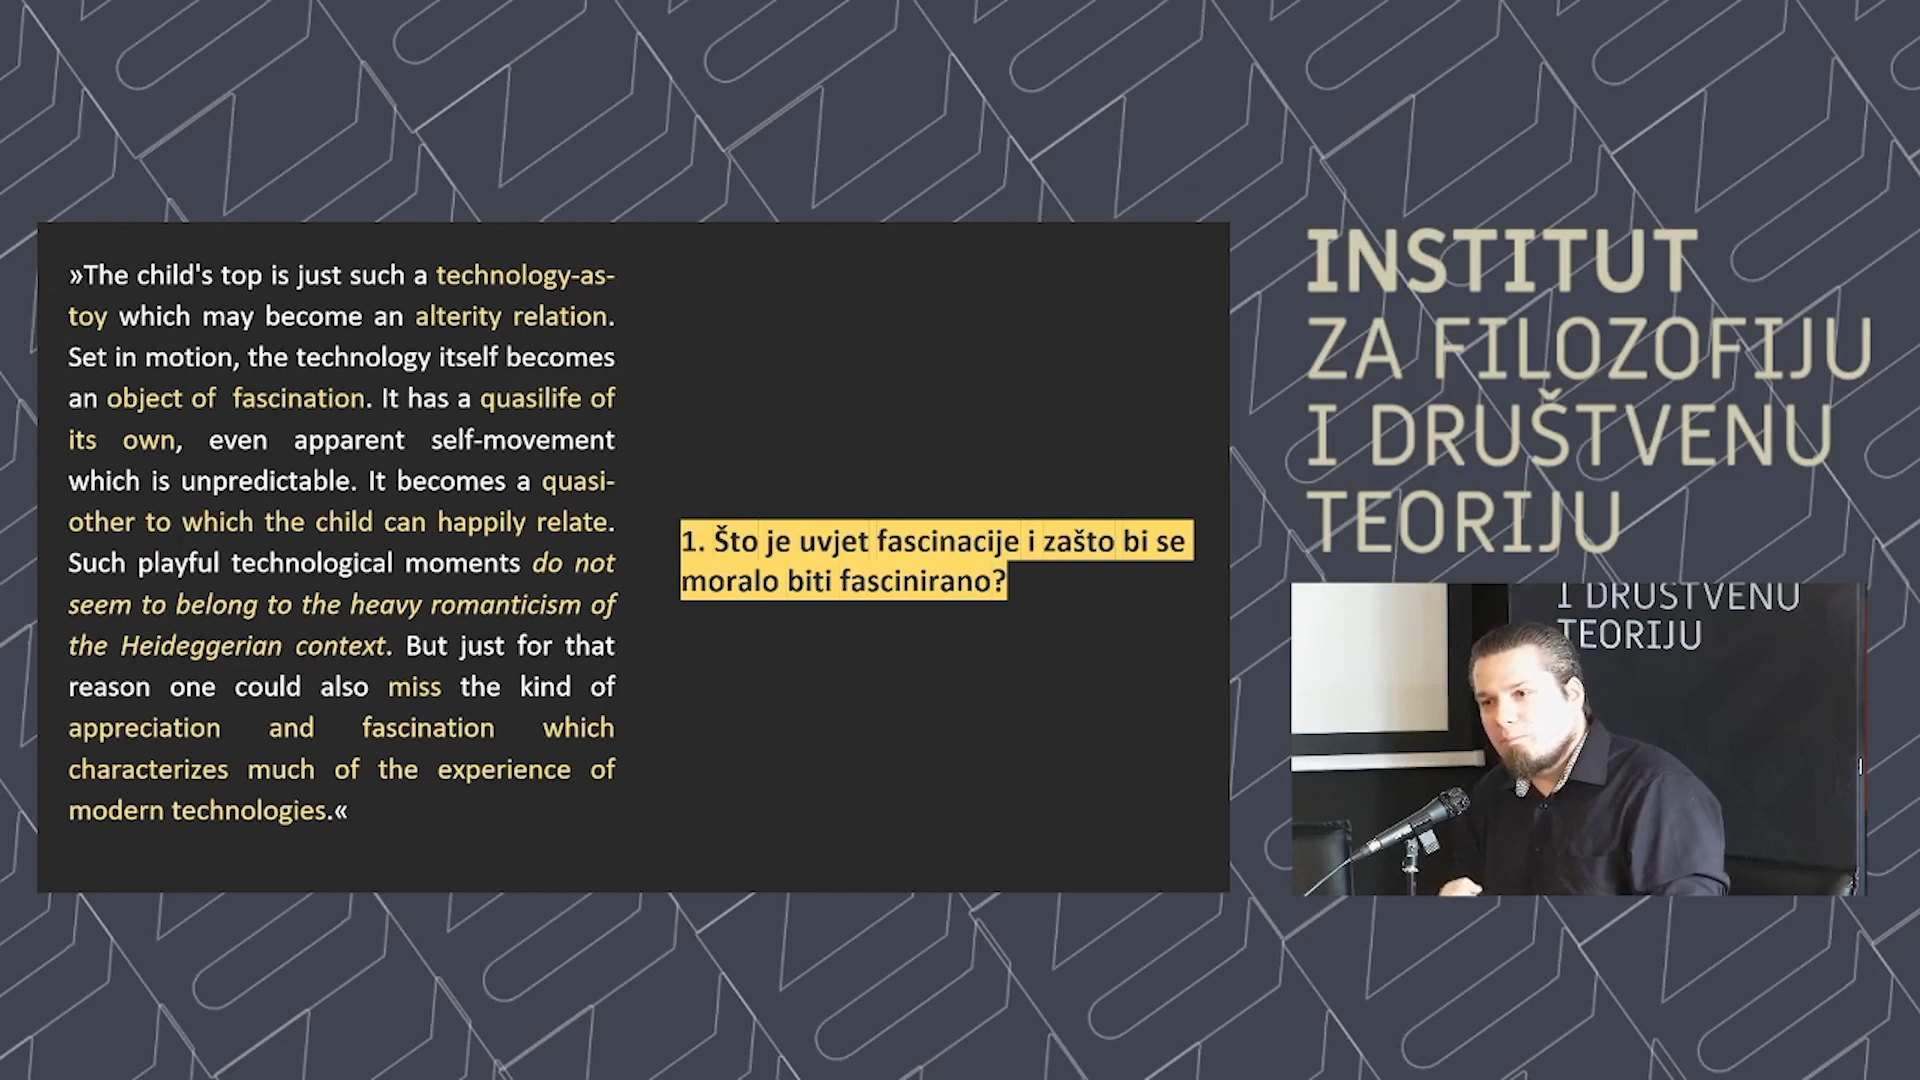 »The child's top is just such a technology-as-
toy which may become an alterity relation.
Set in motion, the technology itself becomes
an object of fascination. It has a quasilife of
its own, even apparent self-movement
which is unpredictable. It becomes a quasi-
other to which the child can happily relate.
Such playful technological moments do not
seem to belong to the heavy romanticism of
the Heideggerian context. But just for that
reason one could also miss the kind of
appreciation and fascination which
characterizes much of the experience of
modern technologies.«
1. Što je uvjet fascinacije i zašto bi se
moralo biti fascinirano?
INSTITUT
ZA FILOZOFIJU
I DRUŠTVENU
TEORIJU
I DRUŠTVENU
TEORIJU